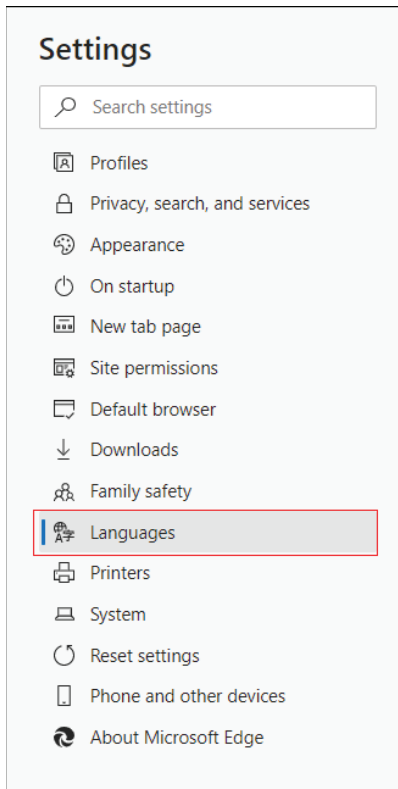 Settings
Search settings
Profiles
Privacy, search, and services
Appearance
On startup
New tab page
Site permissions
Default browser
Downloads
Family safety
Languages
Printers
System
Reset settings
Phone and other devices
About Microsoft Edge